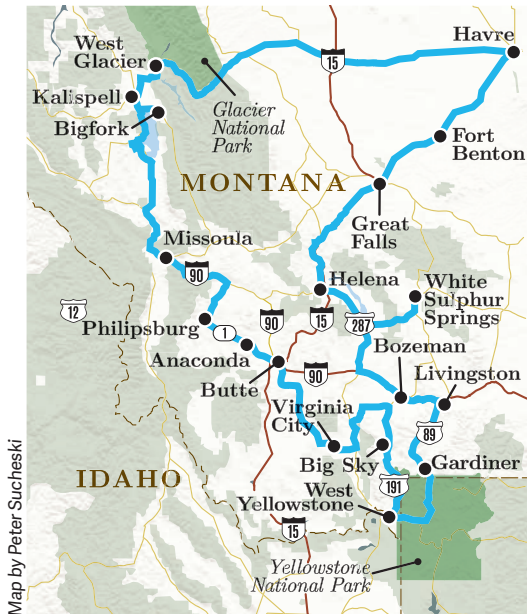 Havre
West
Glacier
15
Kalispell
Bigfork
Glacier
National
Park
Fort
Benton
MONTANA
Great
Falls
Missoula
90
Helena
White
Sulphur
Springs
12
Philipsburg
1
90
15
287
Anaconda
Bozeman
Butte
90
Livingston
Virginia
City
89
Big Sky
Gardiner
IDAHO
West
Yellowstone
191
15
Yellowstone
National Park
Map by Peter Sucheski